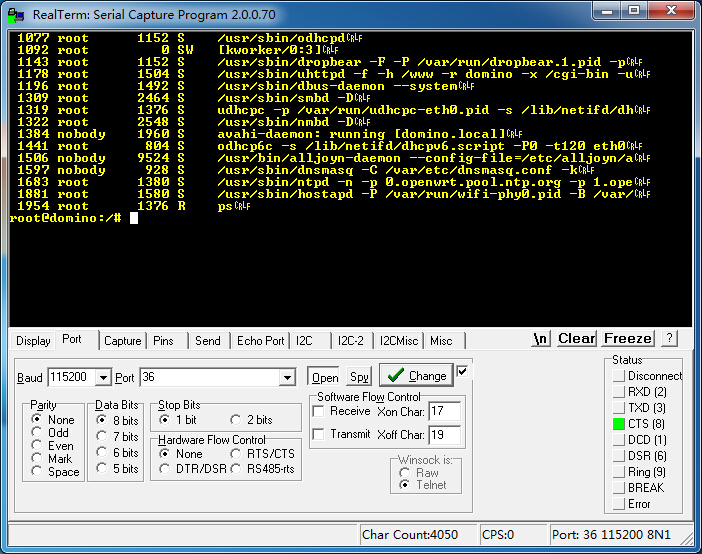 RealTerm: Serial Capture Program 2.0.0.70
1077 root 1152 S /usr/sbin/odhcpdCRLF
1092 root 0 SW [kworker/0:3]CRLF
1143 root 1152 S /usr/sbin/dropbear -F -P /var/run/dropbear.1.pid -pCRLF
1178 root 1504 S /usr/sbin/uhttpd -f -h /www -r domino -x /cgi-bin -uCRLF
1196 root 1492 S /usr/sbin/dbus-daemon --systemCRLF
1309 root 2464 S /usr/sbin/smbd -DCRLF
1319 root 1376 S udhcpc -p /var/run/udhcpc-eth0.pid -s /lib/netifd/dhCRLF
1322 root 2548 S /usr/sbin/nmbd -DCRLF
1384 nobody 1960 S avahi-daemon: running [domino.local]CRLF
1441 root 804 S odhcp6c -s /lib/netifd/dhcpv6.script -P0 -t120 eth0CRLF
1506 nobody 9524 S /usr/bin/alljoyn-daemon --config-file=/etc/alljoyn/aCRLF
1597 nobody 928 S /usr/sbin/dnsmasq -C /var/etc/dnsmasq.conf -kCRLF
1683 root 1380 S /usr/sbin/ntpd -n -p 0.openwrt.pool.ntp.org -p 1.opeCRLF
1881 root 1580 S /usr/sbin/hostapd -P /var/run/wifi-phy0.pid -B /var/CRLF
1954 root 1376 R psCRLF
root@domino:/#
Display Port Capture Pins Send Echo Port I2C I2C-2 I2CMisc Misc \n Clear Freeze ?
Baud 115200 Port 36 Open Spy Change
Parity
None
Odd
Even
Mark
Space
Data Bits
8 bits
7 bits
6 bits
5 bits
Stop Bits
1 bit 2 bits
Hardware Flow Control
None RTS/CTS
DTR/DSR RS485-rts
Software Flow Control
Receive Xon Char: 17
Transmit Xoff Char: 19
Winsock is:
Raw
Telnet
Status
Disconnect
RXD (2)
TXD (3)
CTS (8)
DCD (1)
DSR (6)
Ring (9)
BREAK
Error
Char Count:4050 CPS:0 Port: 36 115200 8N1